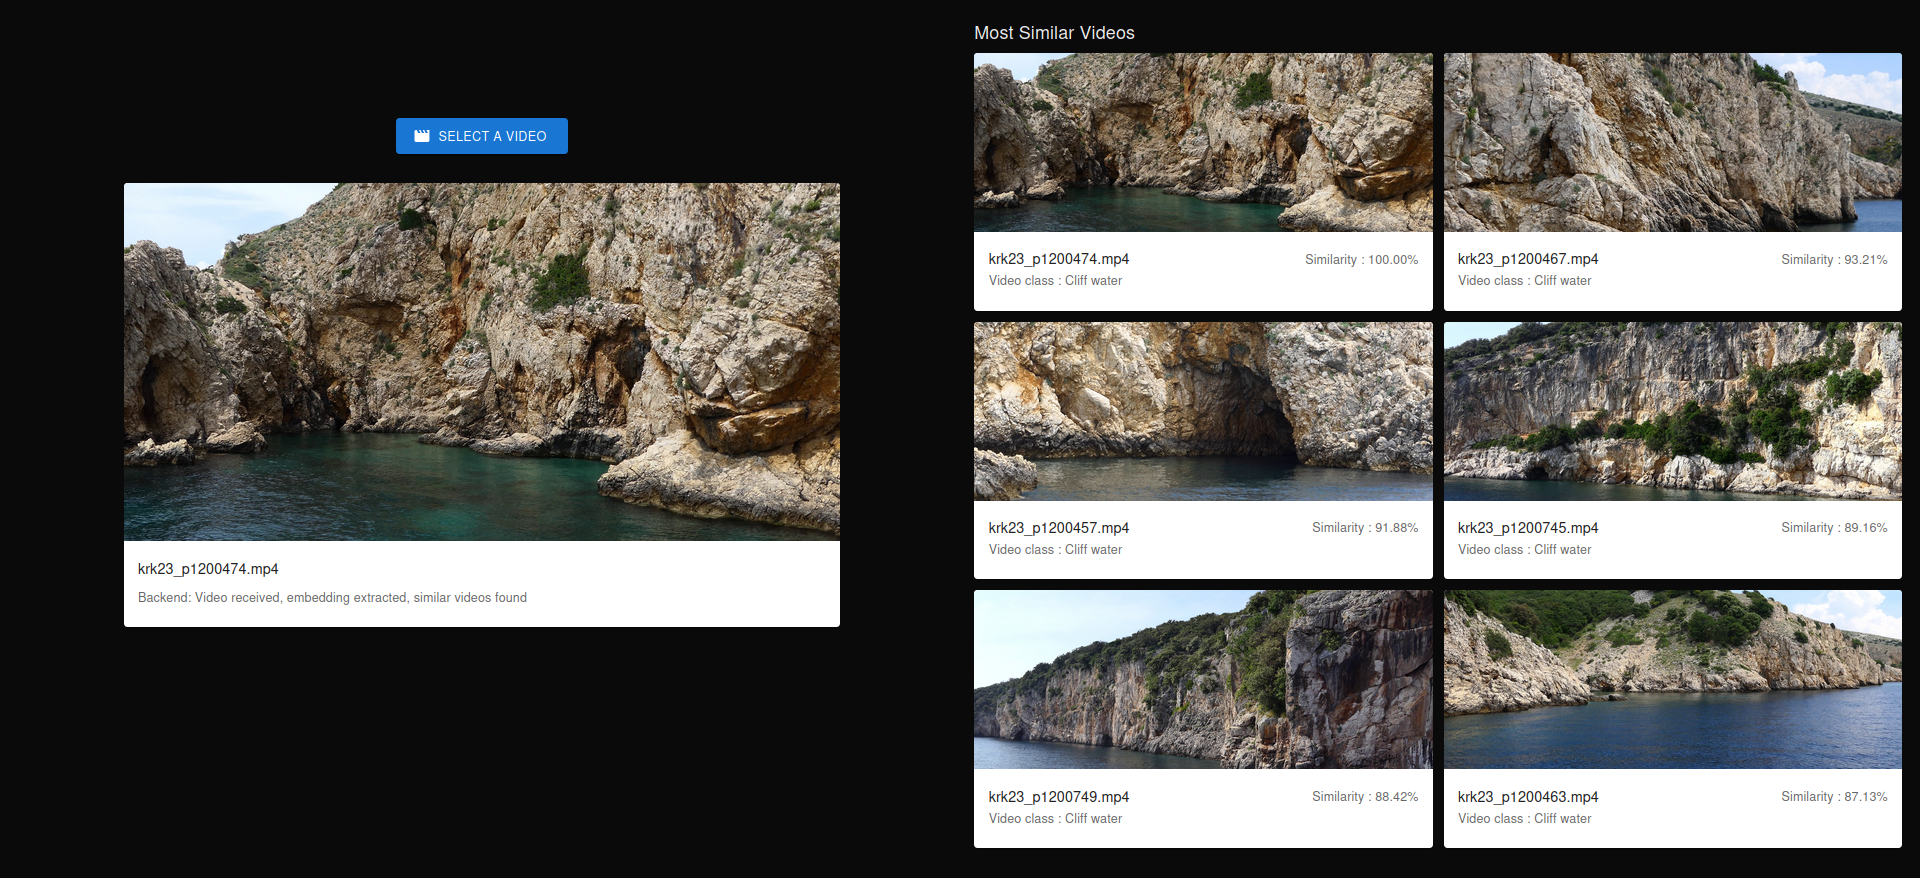 SELECT A VIDEO
krk23_p1200474.mp4
Backend: Video received, embedding extracted, similar videos found
Most Similar Videos
krk23_p1200474.mp4
Similarity : 100.00%
Video class : Cliff water
krk23_p1200467.mp4
Similarity : 93.21%
Video class : Cliff water
krk23_p1200457.mp4
Similarity : 91.88%
Video class : Cliff water
krk23_p1200745.mp4
Similarity : 89.16%
Video class : Cliff water
krk23_p1200749.mp4
Similarity : 88.42%
Video class : Cliff water
krk23_p1200463.mp4
Similarity : 87.13%
Video class : Cliff water